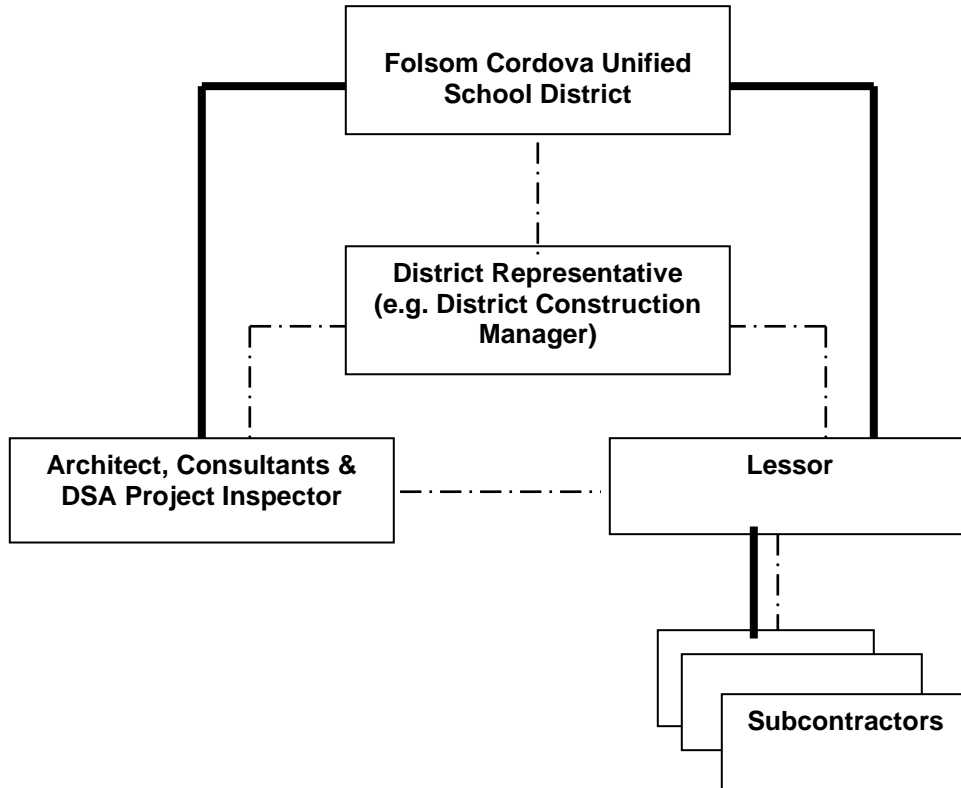 Folsom Cordova Unified
School District
District Representative
(e.g. District Construction
Manager)
Architect, Consultants &
DSA Project Inspector
Lessor
Subcontractors